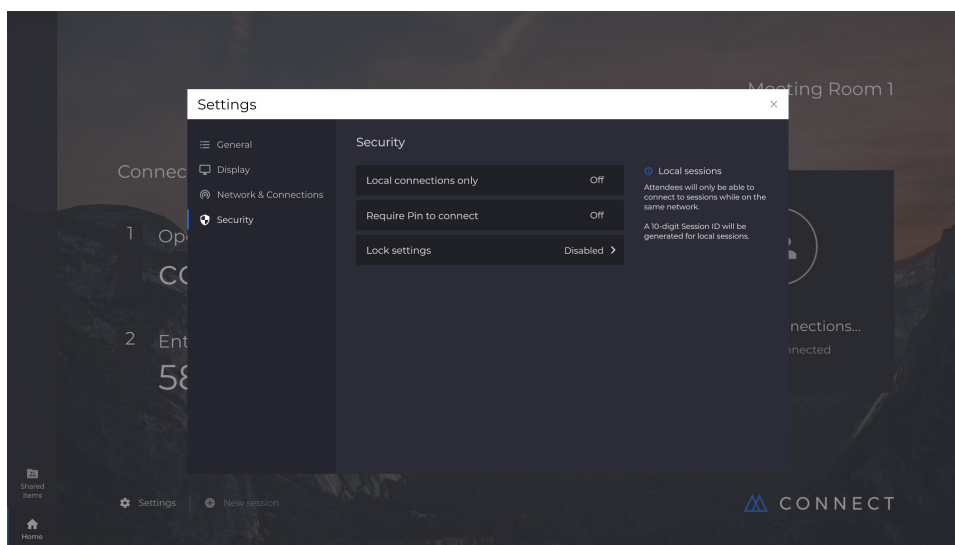 Meeting Room 1
Settings
General
Display
Network & Connections
Security
Security
Local connections only Off
Require Pin to connect Off
Lock settings Disabled
Local sessions
Attendees will only be able to
connect to sessions while on the
same network.
A 10-digit Session ID will be
generated for local sessions.
Connec
1 Op
co
2 Ent
58
nections...
nnected
Shared
items
Settings
New session
CONNECT
Home